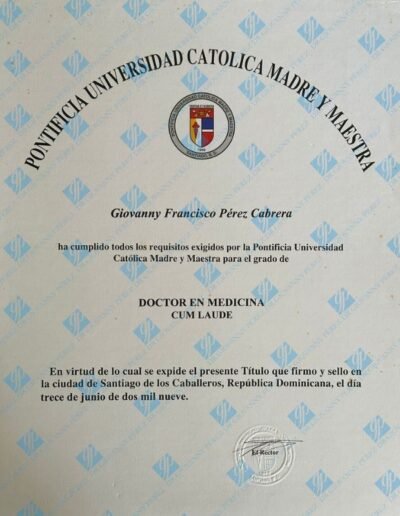 PONTIFICIA UNIVERSIDAD CATOLICA MADRE Y MAESTRA
Giovanny Francisco Pérez Cabrera
ha cumplido todos los requisitos exigidos por la Pontificia Universidad
Católica Madre y Maestra para el grado de
DOCTOR EN MEDICINA
CUM LAUDE
En virtud de lo cual se expide el presente Título que firmo y sello en
la ciudad de Santiago de los Caballeros, República Dominicana, el día
trece de junio de dos mil nueve.
El Rector